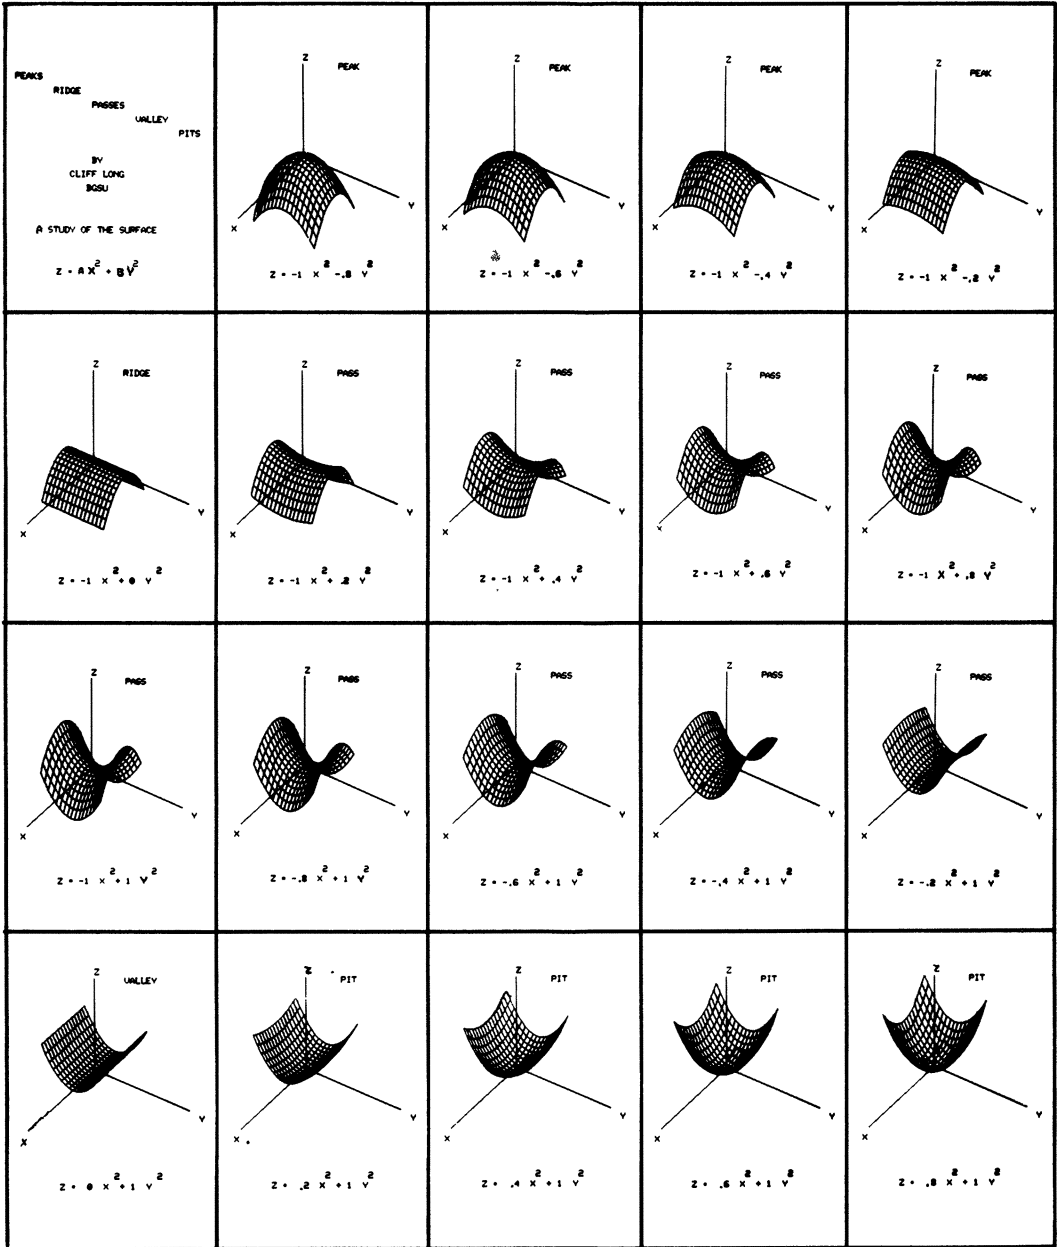 PEAKS
RIDGE
PASSES
VALLEY
PITS
BY
CLIFF LONG
BGSU
A STUDY OF THE SURFACE
Z = A X² + B Y²
Z
PEAK
X
Y
Z = -1 X² -.8 Y²
Z
PEAK
X
Y
Z = -1 X² -.6 Y²
Z
PEAK
X
Y
Z = -1 X² -.4 Y²
Z
PEAK
X
Y
Z = -1 X² -.2 Y²
Z
RIDGE
X
Y
Z = -1 X² + 0 Y²
Z
PASS
X
Y
Z = -1 X² + .2 Y²
Z
PASS
X
Y
Z = -1 X² + .4 Y²
Z
PASS
X
Y
Z = -1 X² + .6 Y²
Z
PASS
X
Y
Z = -1 X² + .8 Y²
Z
PASS
X
Y
Z = -1 X² + 1 Y²
Z
PASS
X
Y
Z = -.8 X² + 1 Y²
Z
PASS
X
Y
Z = -.6 X² + 1 Y²
Z
PASS
X
Y
Z = -.4 X² + 1 Y²
Z
PASS
X
Y
Z = -.2 X² + 1 Y²
Z
VALLEY
X
Y
Z = 0 X² + 1 Y²
Z
PIT
X
Y
Z = .2 X² + 1 Y²
Z
PIT
X
Y
Z = .4 X² + 1 Y²
Z
PIT
X
Y
Z = .6 X² + 1 Y²
Z
PIT
X
Y
Z = .8 X² + 1 Y²